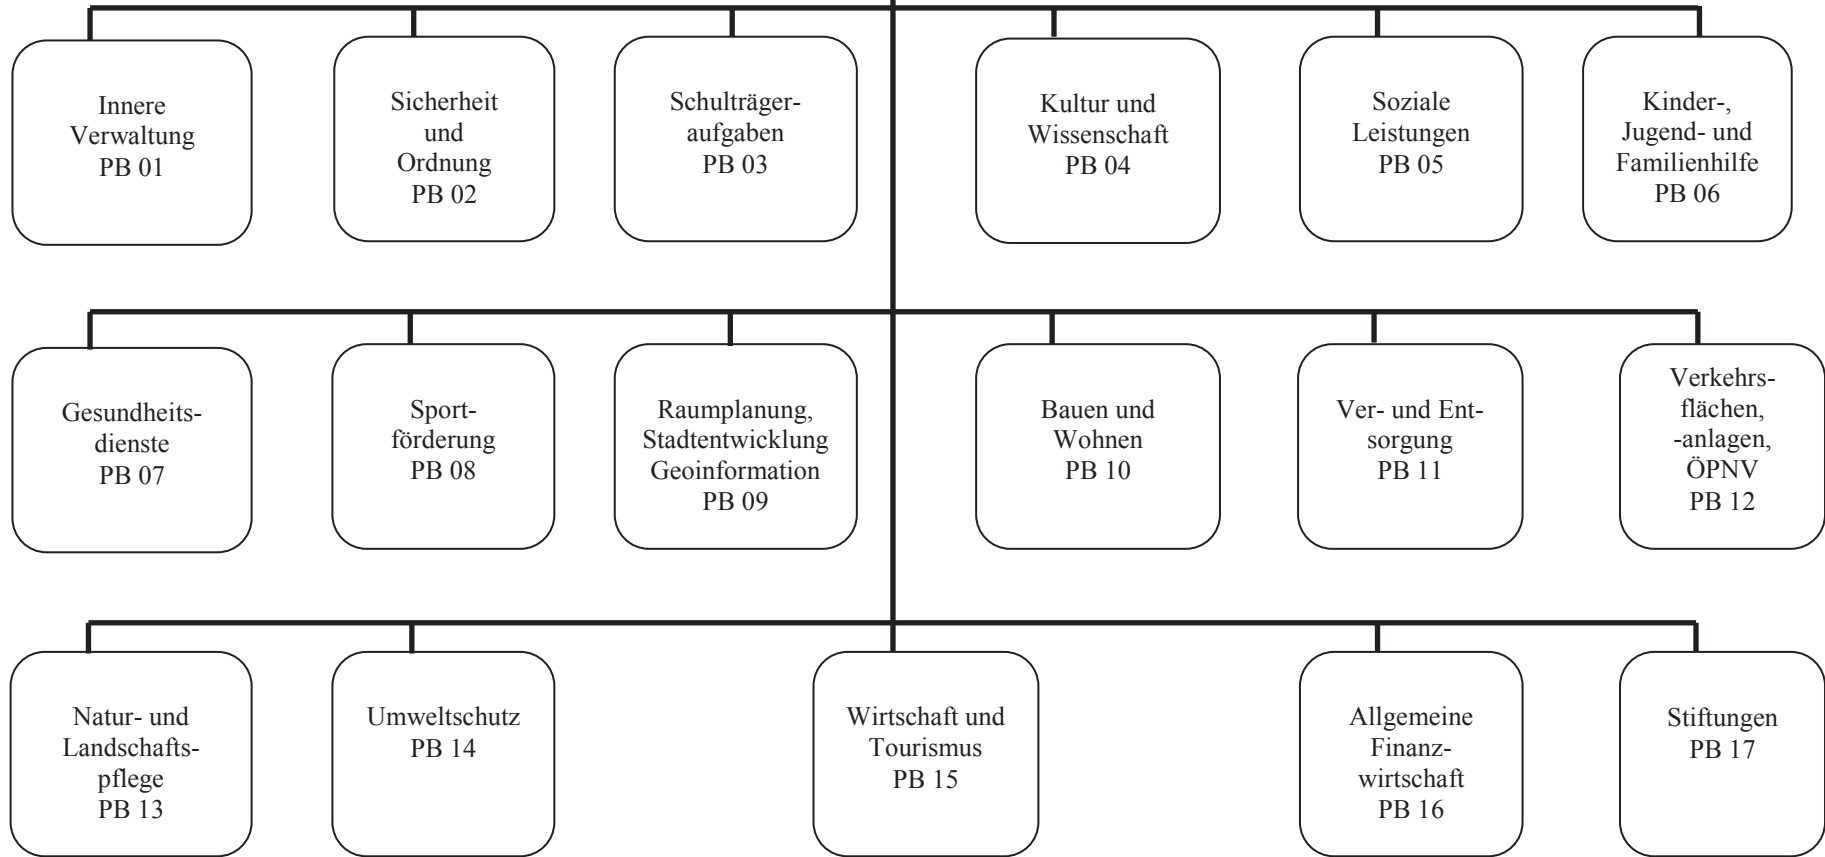 Innere
Verwaltung
PB 01
Sicherheit
und
Ordnung
PB 02
Schulträger-
aufgaben
PB 03
Kultur und
Wissenschaft
PB 04
Soziale
Leistungen
PB 05
Kinder-,
Jugend- und
Familienhilfe
PB 06
Gesundheits-
dienste
PB 07
Sport-
förderung
PB 08
Raumplanung,
Stadtentwicklung
Geoinformation
PB 09
Bauen und
Wohnen
PB 10
Ver- und Ent-
sorgung
PB 11
Verkehrs-
flächen,
-anlagen,
ÖPNV
PB 12
Natur- und
Landschafts-
pflege
PB 13
Umweltschutz
PB 14
Wirtschaft und
Tourismus
PB 15
Allgemeine
Finanz-
wirtschaft
PB 16
Stiftungen
PB 17